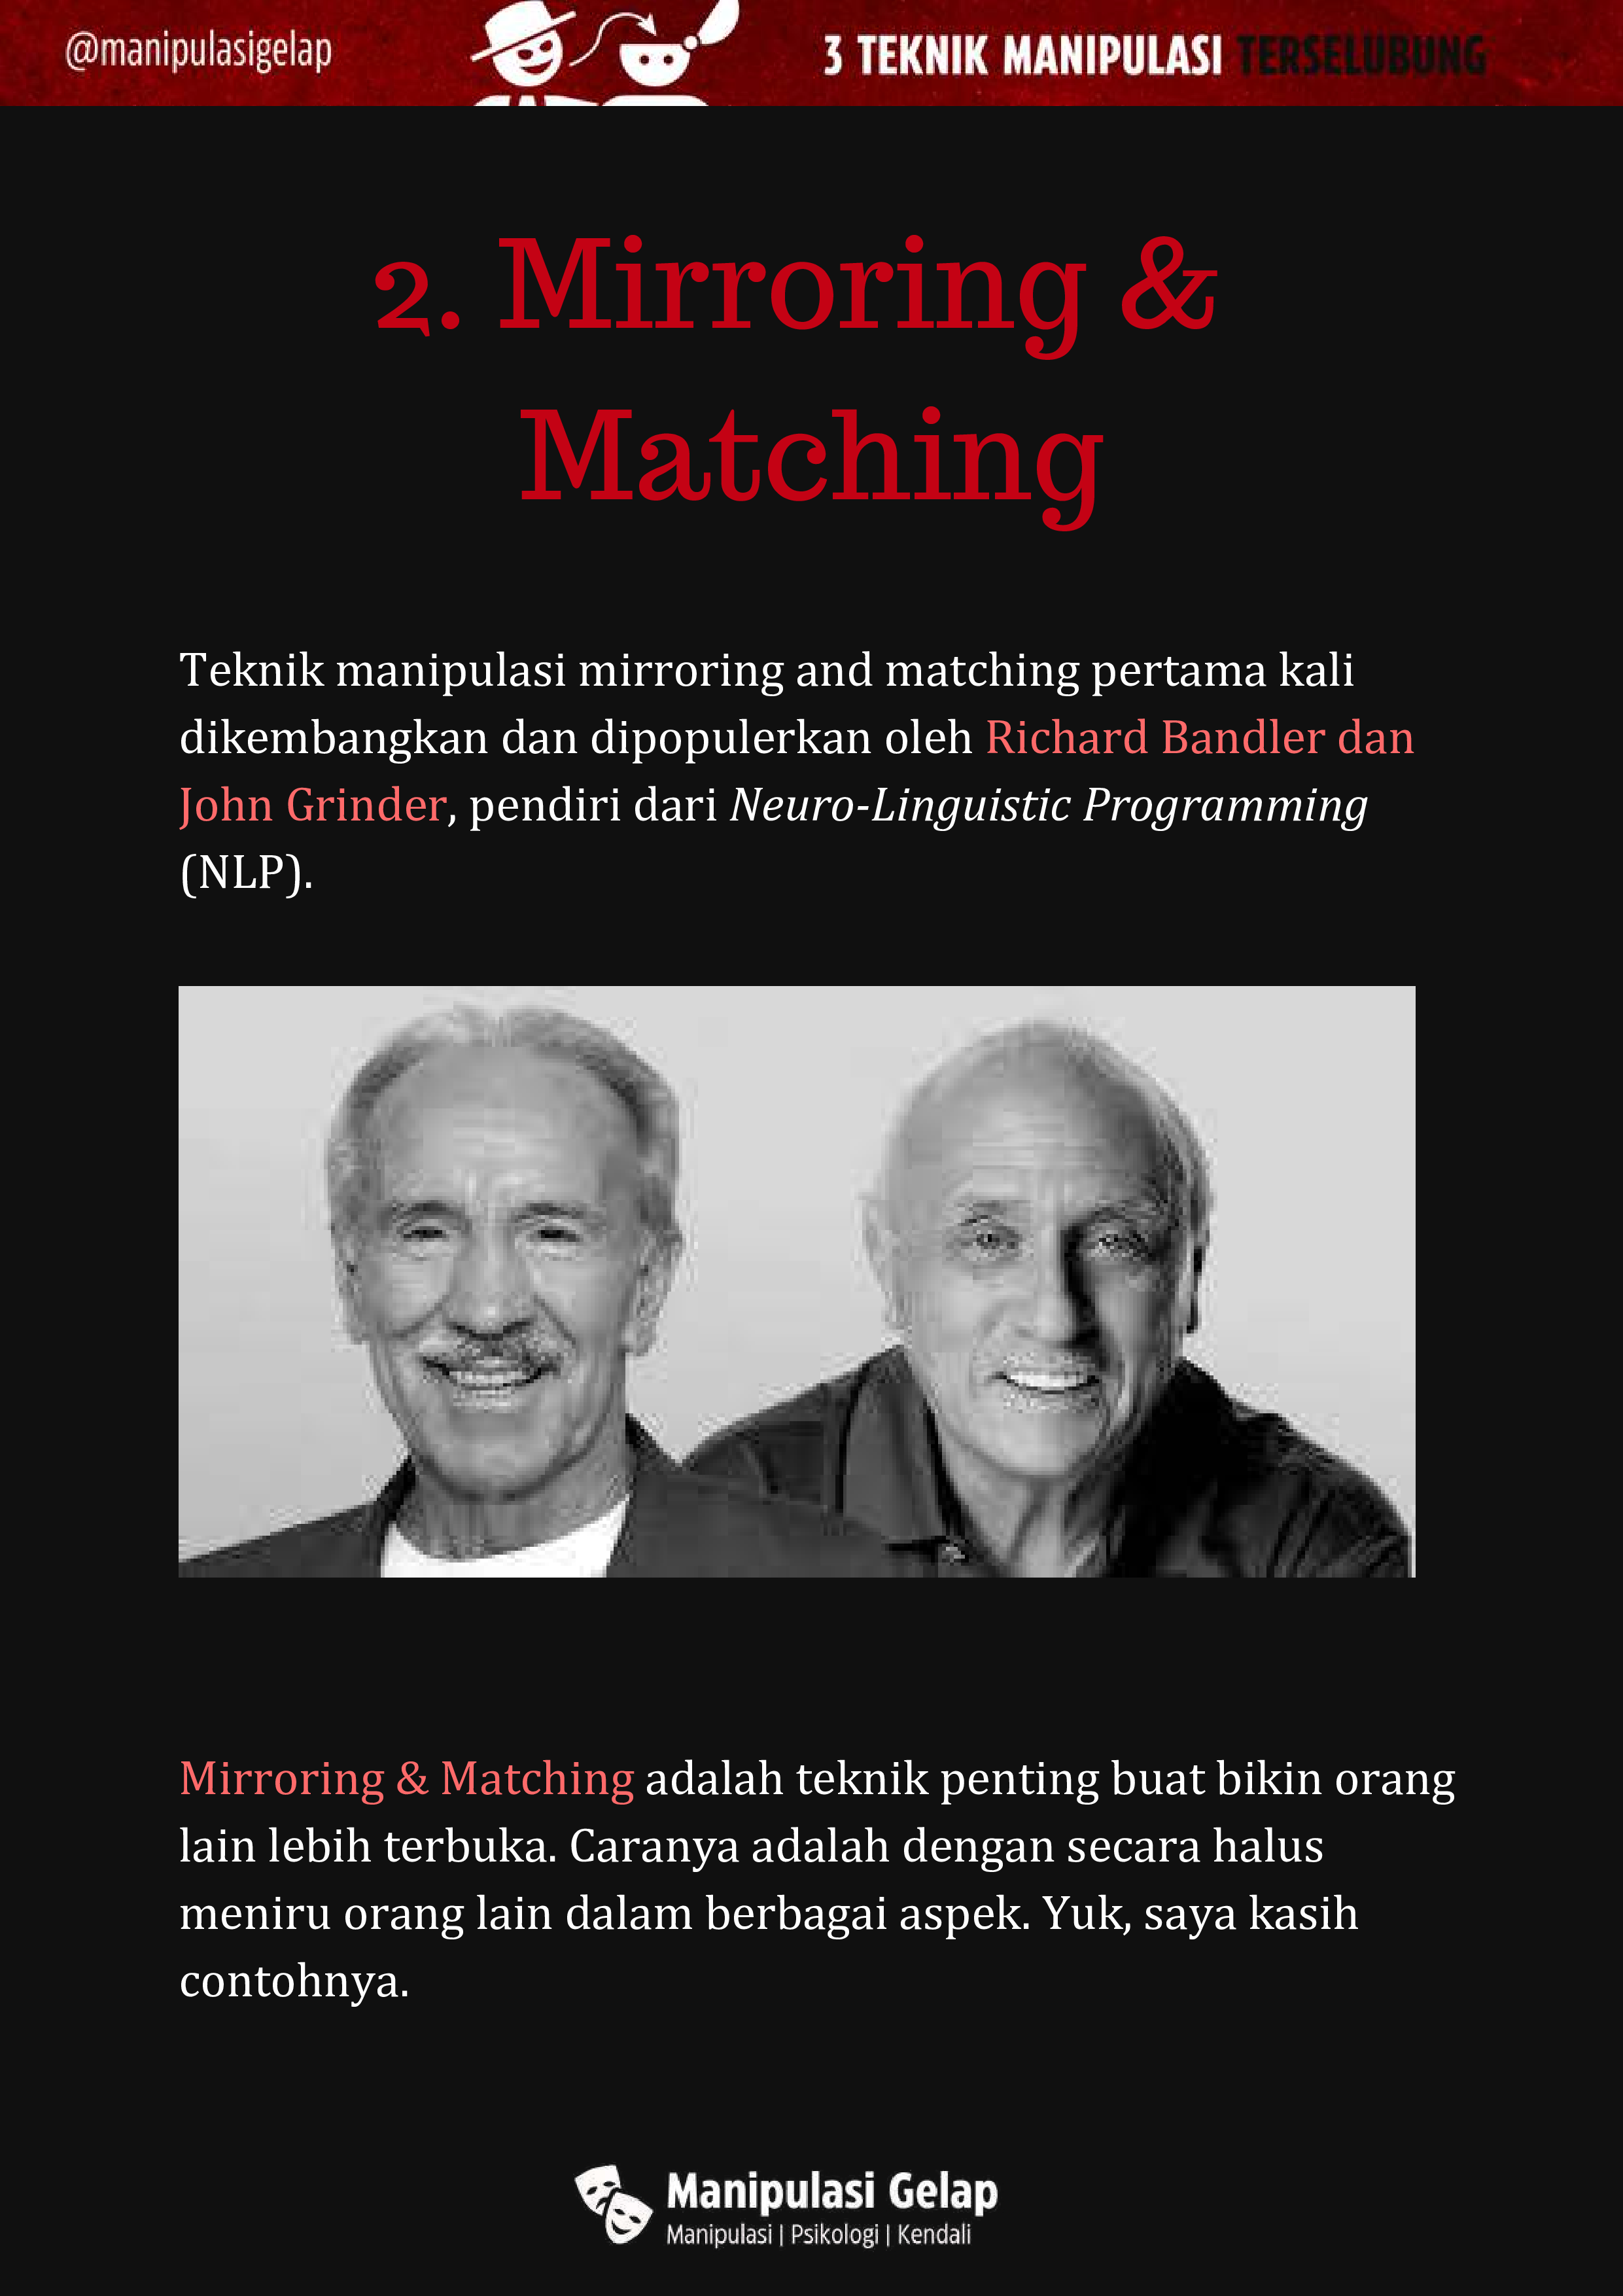 @manipulasigelap
3 TEKNIK MANIPULASI TERSELUBUNG
2. Mirroring &
Matching
Teknik manipulasi mirroring and matching pertama kali
dikembangkan dan dipopulerkan oleh Richard Bandler dan
John Grinder, pendiri dari Neuro-Linguistic Programming
(NLP).
Mirroring & Matching adalah teknik penting buat bikin orang
lain lebih terbuka. Caranya adalah dengan secara halus
meniru orang lain dalam berbagai aspek. Yuk, saya kasih
contohnya.
Manipulasi Gelap
Manipulasi | Psikologi | Kendali